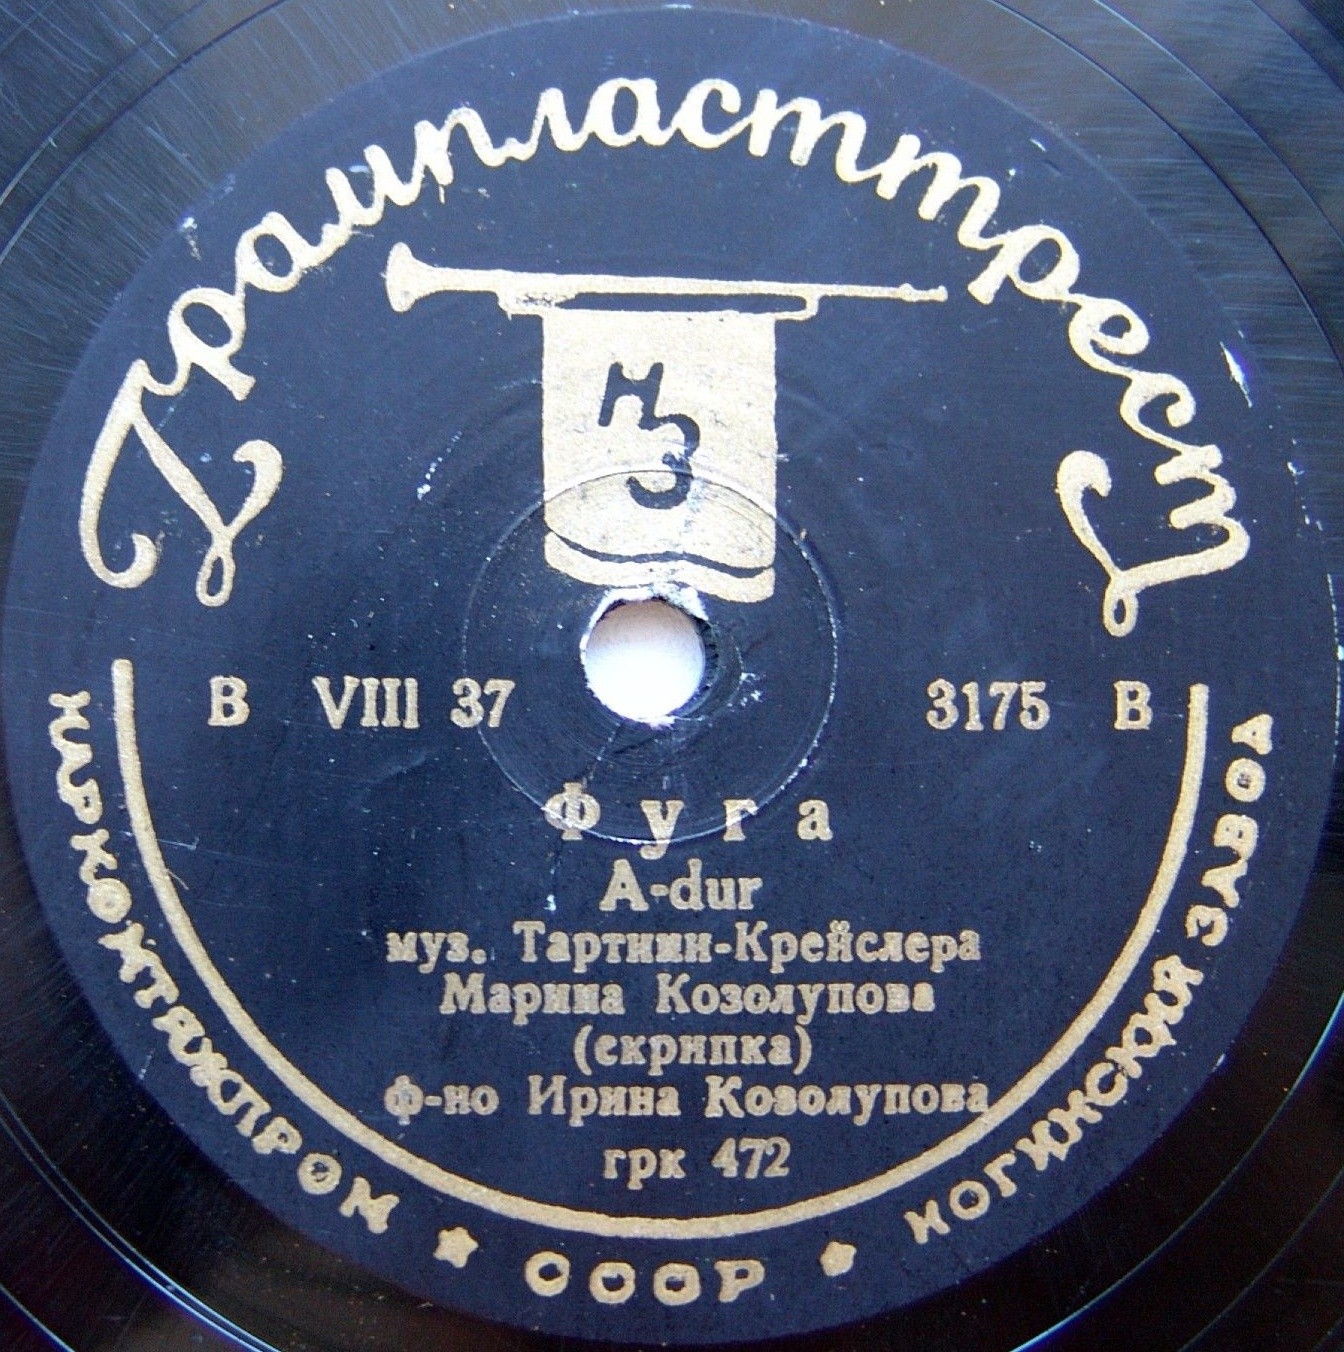 Грампласттрест
НЗ
В VIII 37 3175 В
Фуга
A-dur
муз. Тартини-Крейслера
Марина Козолупова
(скрипка)
ф-но Ирина Козолупова
грк 472
НАРКОМТЯЖПРОМ ★ СССР ★ НОГИНСКИЙ ЗАВОД